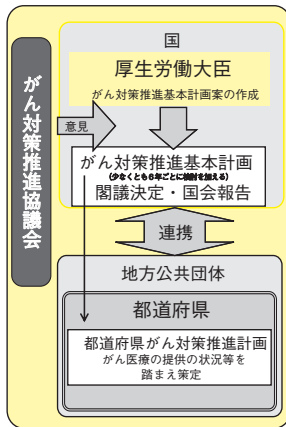 がん対策推進協議会
国
厚生労働大臣
がん対策推進基本計画案の作成
意見
がん対策推進基本計画
(少なくとも6年ごとに検討を加える)
閣議決定・国会報告
連携
地方公共団体
都道府県
都道府県がん対策推進計画
がん医療の提供の状況等を
踏まえ策定